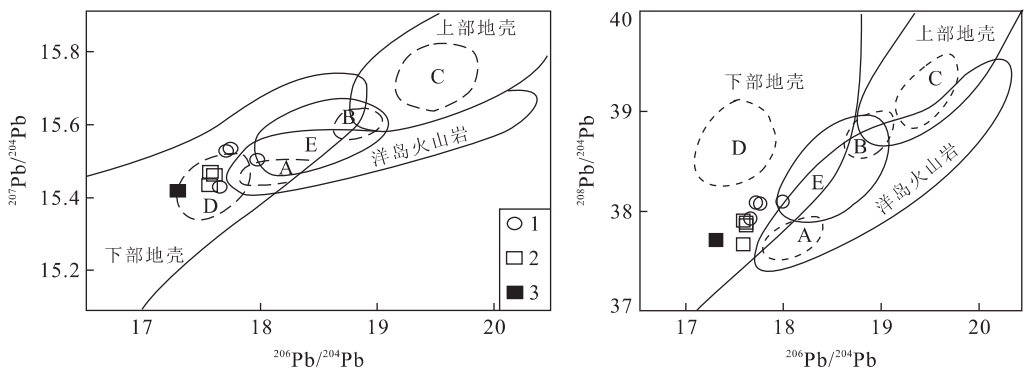 15.8
15.6
15.4
15.2
²⁰⁷Pb/²⁰⁴Pb
上部地壳
C
B
E
洋岛火山岩
A
D
下部地壳
1
2
3
17
18
19
20
²⁰⁶Pb/²⁰⁴Pb
40
39
38
37
²⁰⁸Pb/²⁰⁴Pb
上部地壳
下部地壳
C
D
B
E
洋岛火山岩
A
17
18
19
20
²⁰⁶Pb/²⁰⁴Pb